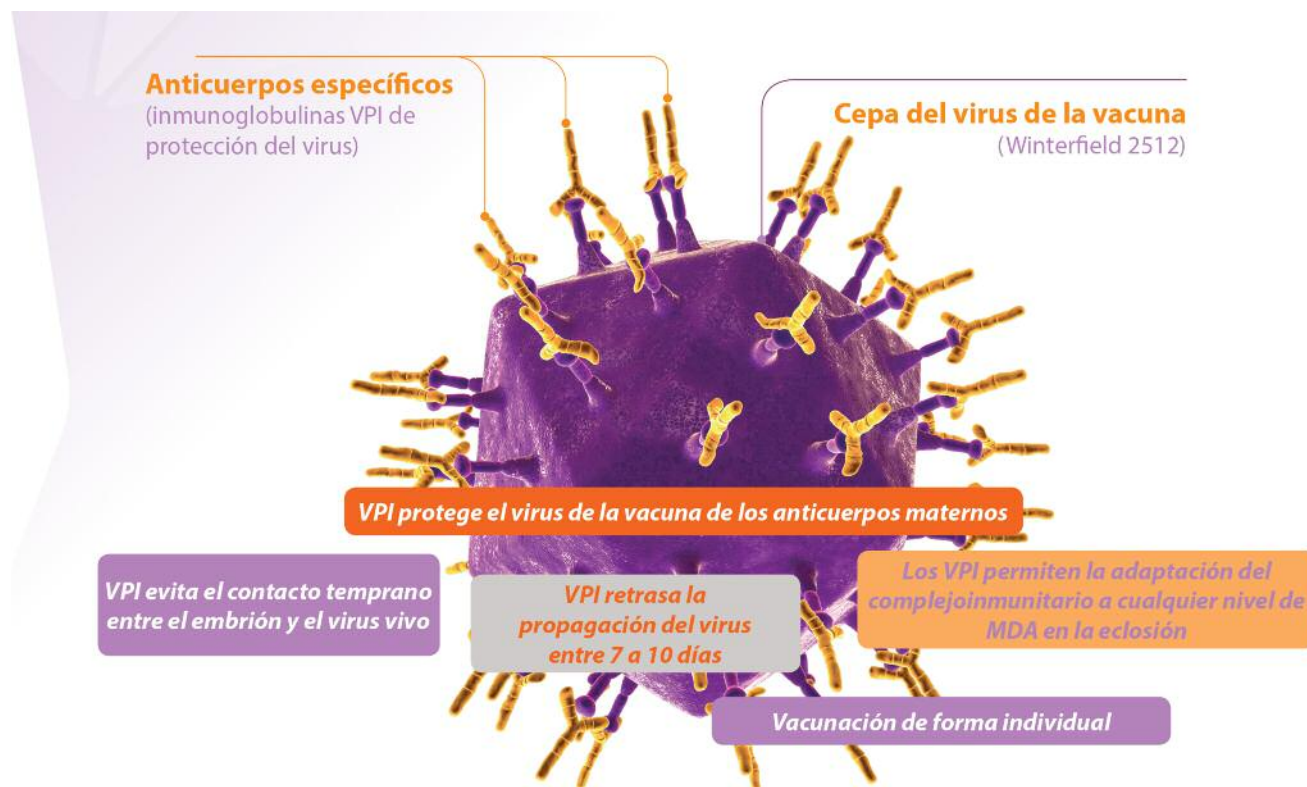 Anticuerpos específicos
(inmunoglobulinas VPI de
protección del virus)
Cepa del virus de la vacuna
(Winterfield 2512)
VPI protege el virus de la vacuna de los anticuerpos maternos
VPI evita el contacto temprano
entre el embrión y el virus vivo
VPI retrasa la
propagación del virus
entre 7 a 10 días
Los VPI permiten la adaptación del
complejoinmunitario a cualquier nivel de
MDA en la eclosión
Vacunación de forma individual